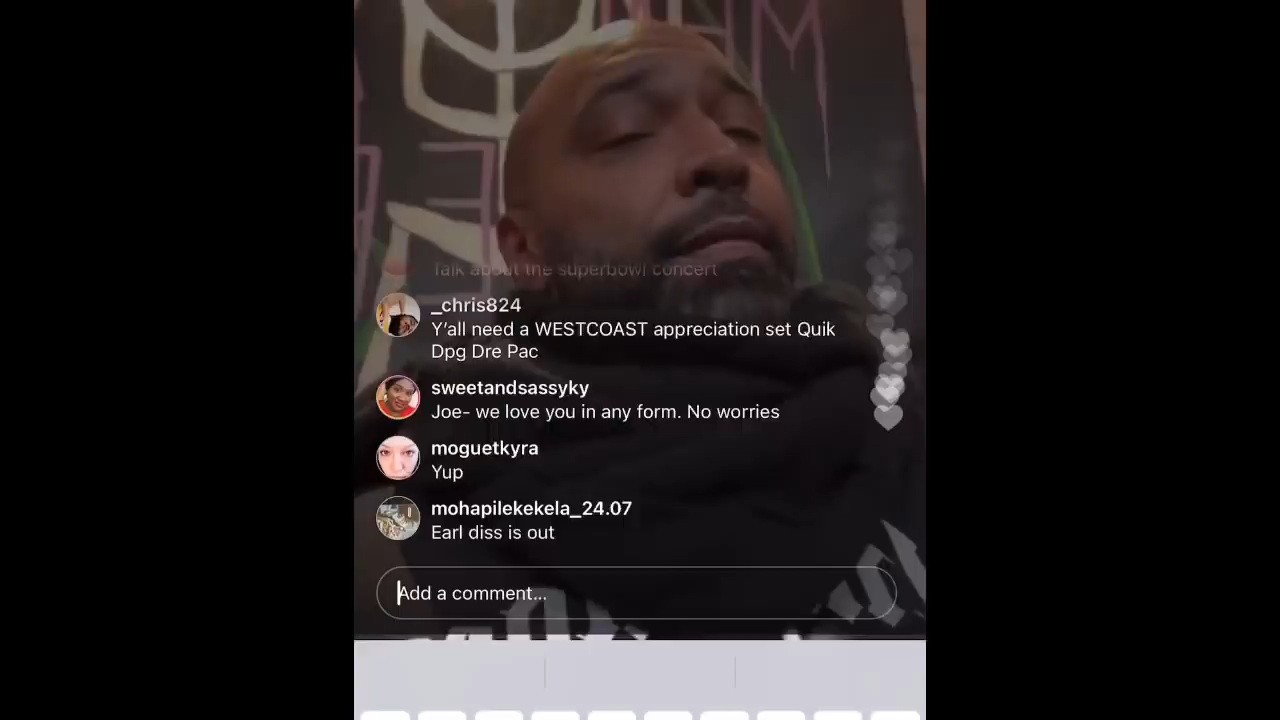 Talk about the superbowl concert
_chris824
Y'all need a WESTCOAST appreciation set Quik
Dpg Dre Pac
sweetandsassyky
Joe- we love you in any form. No worries
moguetkyra
Yup
mohapilekekela_24.07
Earl diss is out
Add a comment...